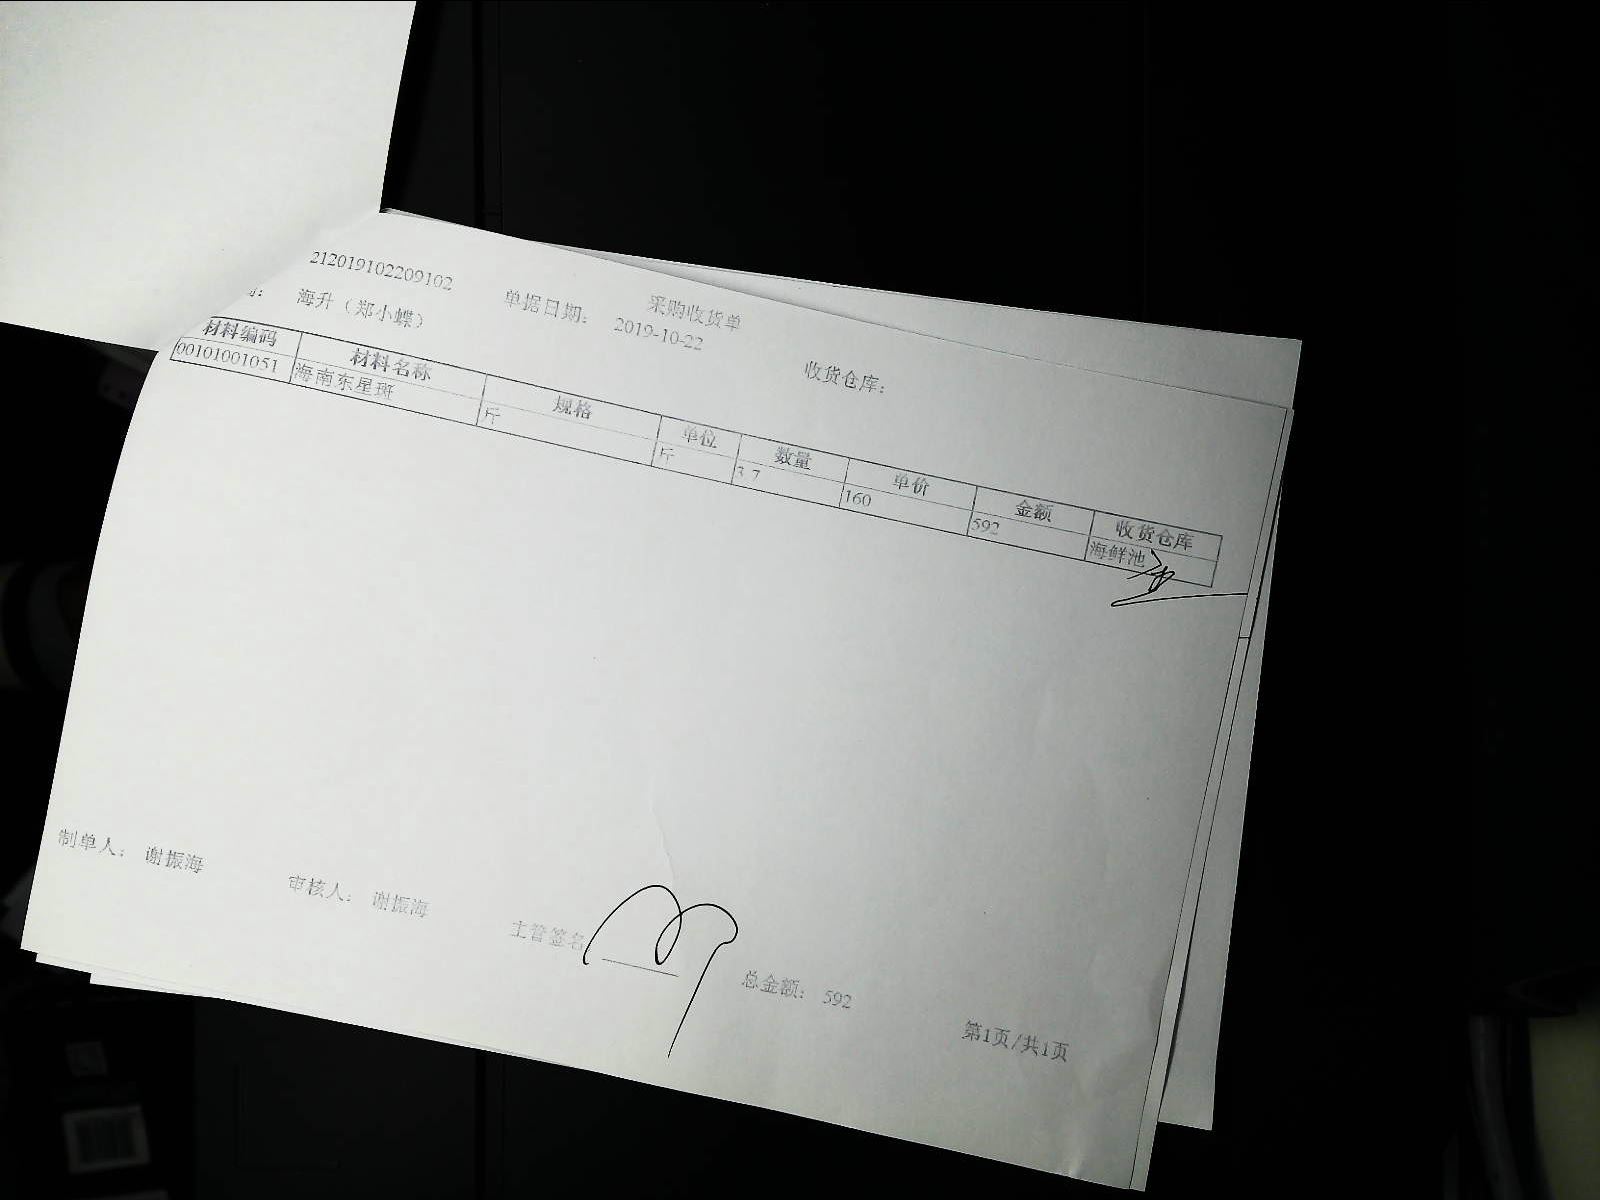 采购收货单
212019102209102 单据日期： 2019-10-22 收货仓库：
海升（郑小蝶）
材料编码 材料名称 规格 单位 数量 单价 金额 收货仓库
00101001051 海南东星斑 斤 斤 3.7 160 592 海鲜池
制单人： 谢振海 审核人： 谢振海 主管签名 总金额： 592
第1页/共1页